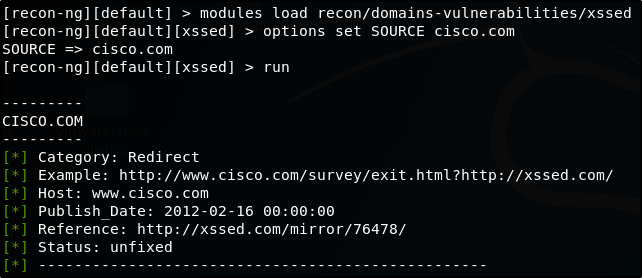 [recon-ng][default] > modules load recon/domains-vulnerabilities/xssed
[recon-ng][default][xssed] > options set SOURCE cisco.com
SOURCE => cisco.com
[recon-ng][default][xssed] > run
---------
CISCO.COM
---------
[*] Category: Redirect
[*] Example: http://www.cisco.com/survey/exit.html?http://xssed.com/
[*] Host: www.cisco.com
[*] Publish_Date: 2012-02-16 00:00:00
[*] Reference: http://xssed.com/mirror/76478/
[*] Status: unfixed
[*] --------------------------------------------------